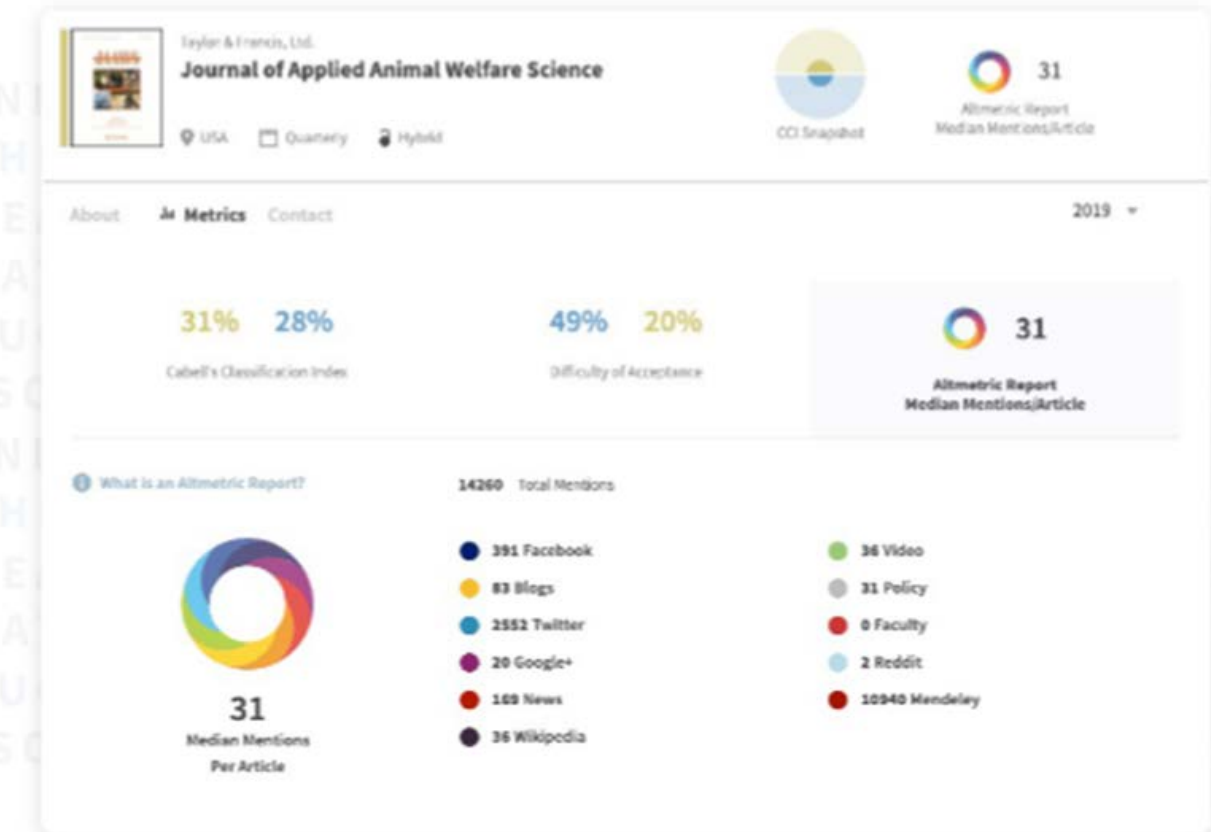 Taylor & Francis, Ltd.
Journal of Applied Animal Welfare Science
USA Quarterly Hybrid
CCI Snapshot
31
Altmetric Report
Median Mentions/Article
About Metrics Contact
2019
31% 28%
Cabell's Classification Index
49% 20%
Difficulty of Acceptance
31
Altmetric Report
Median Mentions/Article
What is an Altmetric Report?
14260 Total Mentions
31
Median Mentions
Per Article
391 Facebook
83 Blogs
2552 Twitter
20 Google+
169 News
36 Wikipedia
36 Video
31 Policy
0 Faculty
2 Reddit
10940 Mendeley